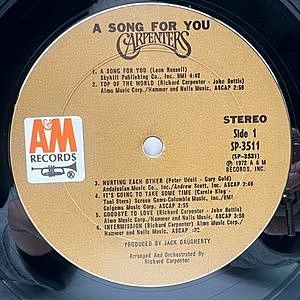 A SONG FOR YOU
CARPENTERS
1. A SONG FOR YOU (Leon Russell)
Skyhill Publishing Co., Inc. BMI 4:42
2. TOP OF THE WORLD (Richard Carpenter - John Bettis)
Almo Music Corp./Hammer and Nails Music, ASCAP 2:56
STEREO
Side 1
SP-3511
(SP-3531)
℗ 1972 A & M
RECORDS, INC.
A&M
RECORDS
3. HURTING EACH OTHER (Peter Udell - Gary Geld)
Andalusian Music Co., Inc./Andrew Scott, Inc., ASCAP 2:46
4. IT'S GOING TO TAKE SOME TIME (Carole King -
Toni Stern) Screen Gems-Columbia Music Inc./BMI
Colgems Music Corp., ASCAP 2:55
5. GOODBYE TO LOVE (Richard Carpenter - John Bettis)
Almo Music Corp./Hammer and Nails Music, ASCAP
6. INTERMISSION (Richard Carpenter) Almo Music Corp./
Hammer and Nails Music, ASCAP :22
PRODUCED BY JACK DAUGHERTY
Arranged And Orchestrated By
Richard Carpenter